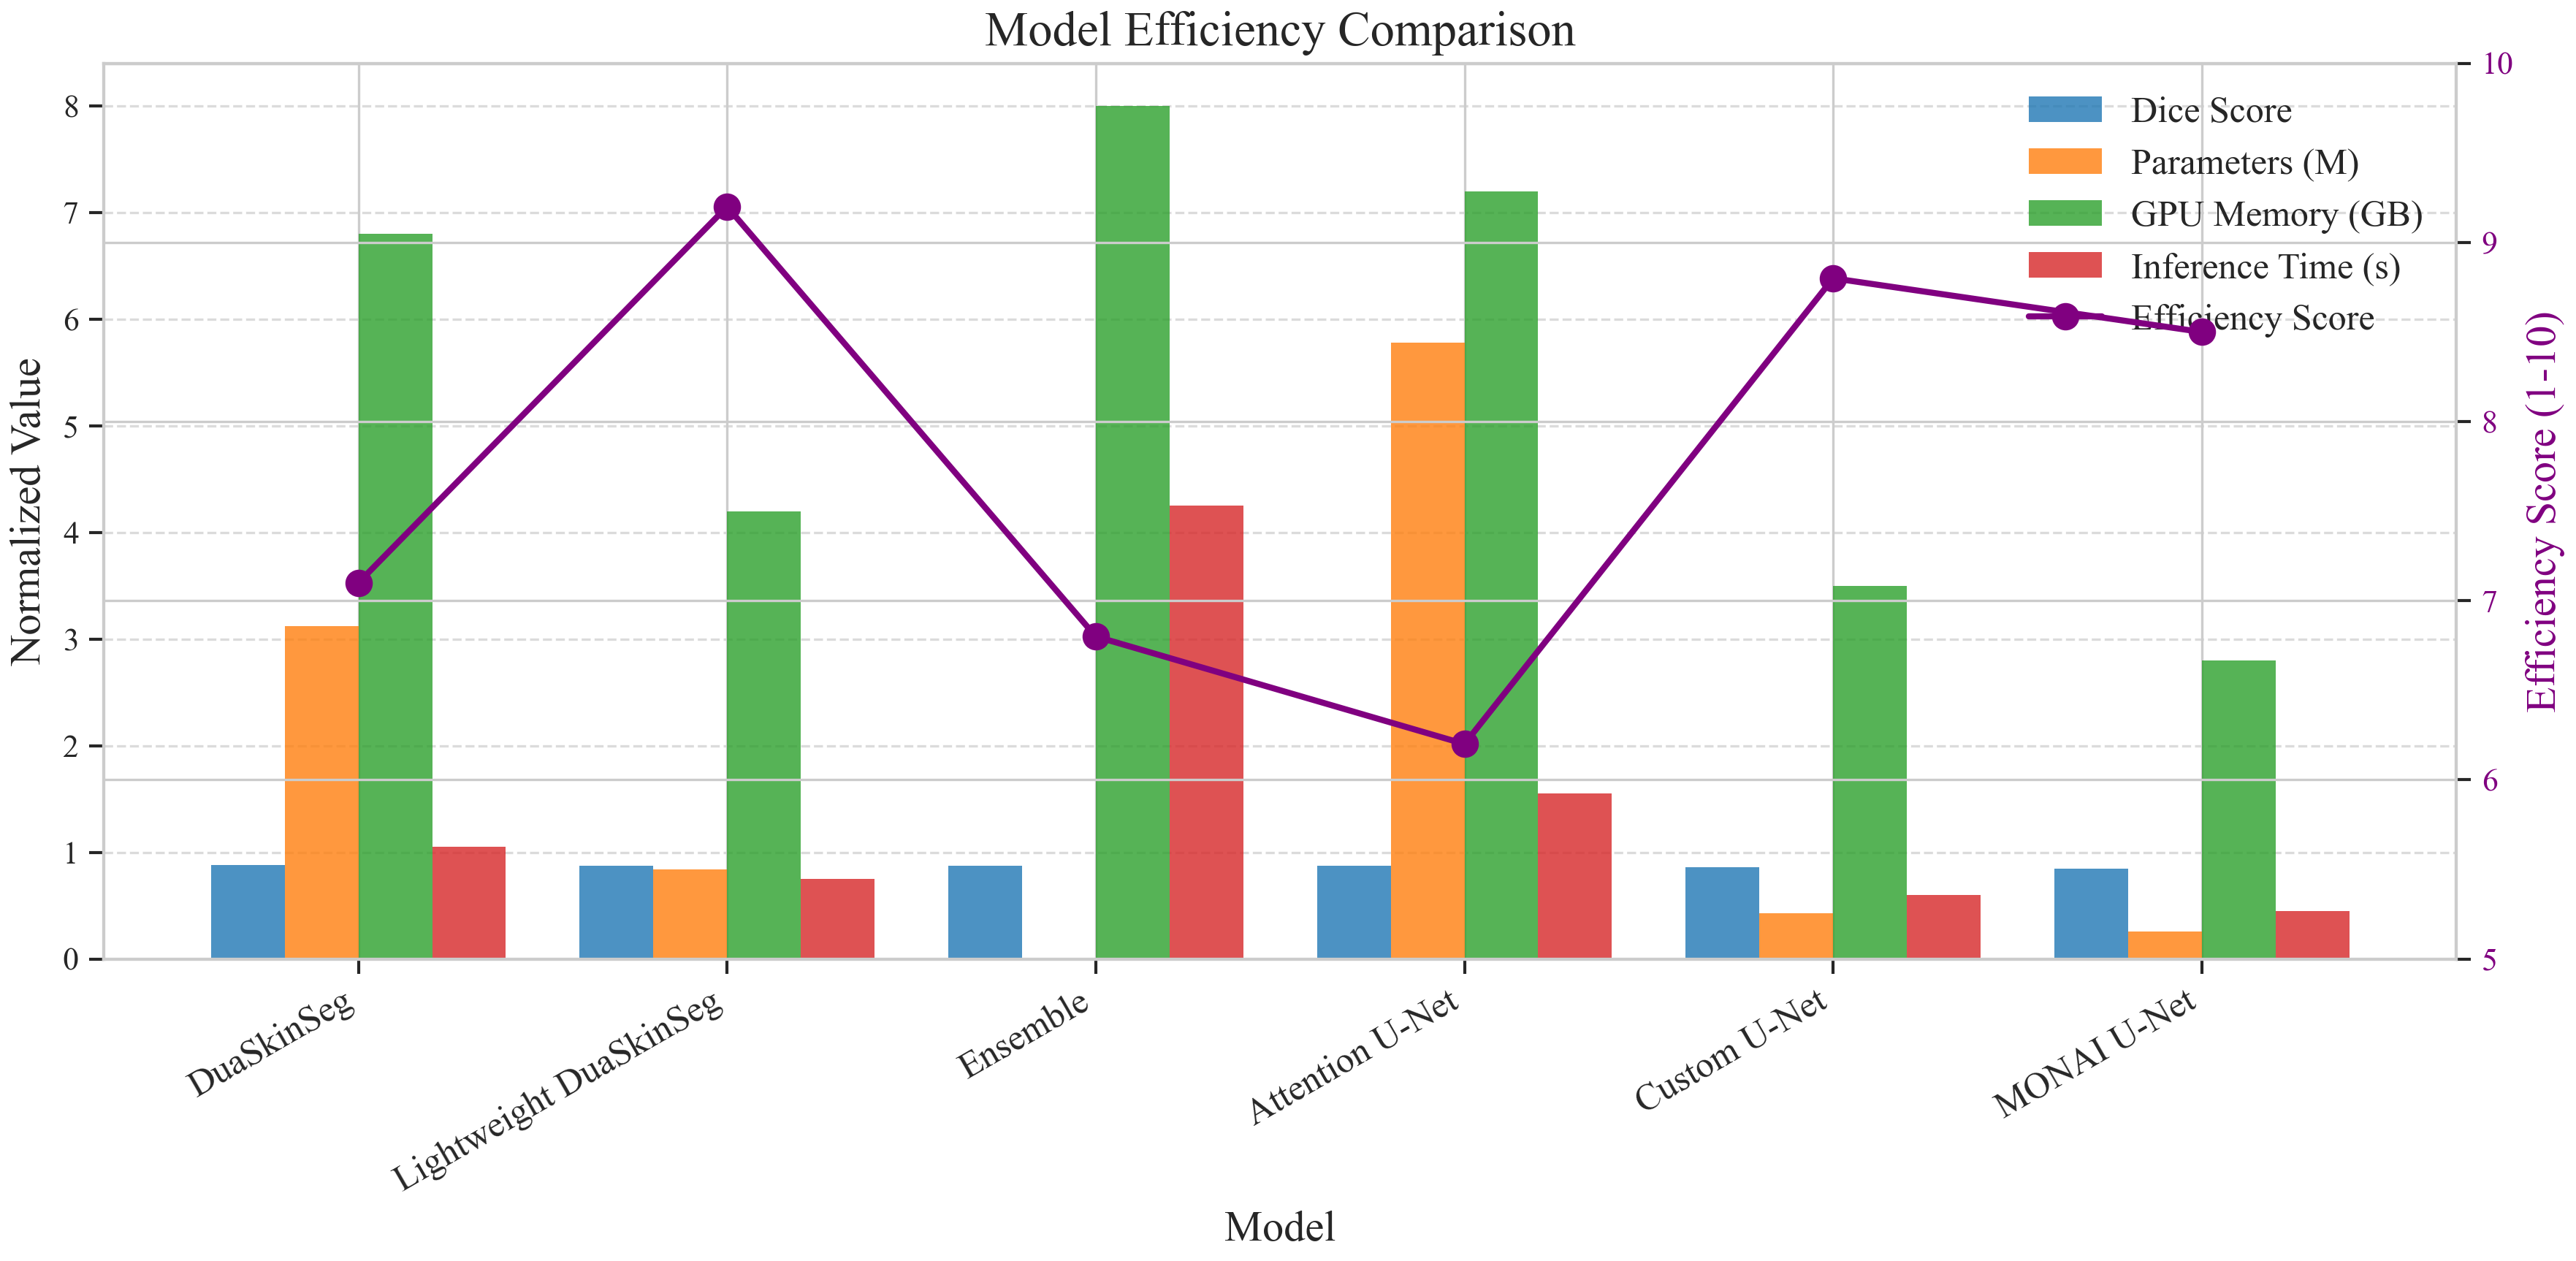 Model Efficiency Comparison
Normalized Value
8
7
6
5
4
3
2
1
0
10
9
8
7
6
5
Efficiency Score (1-10)
Dice Score
Parameters (M)
GPU Memory (GB)
Inference Time (s)
Efficiency Score
DuaSkinSeg
Lightweight DuaSkinSeg
Ensemble
Attention U-Net
Custom U-Net
MONAI U-Net
Model